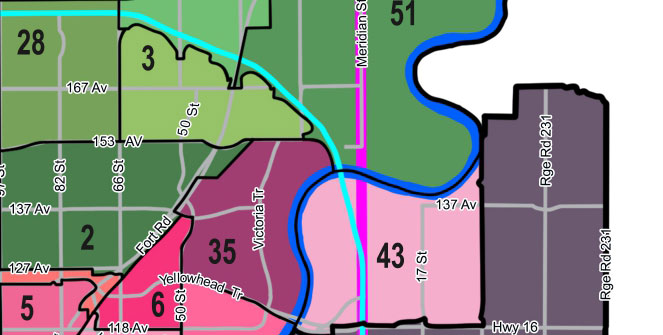 51
Meridian St
28
3
167 Av
50 St
153 AV
Rge Rd 231
82 St
66 St
137 Av
137 Av
Victoria Tr
Fort Rd
2
35
43
17 St
Rge Rd 231
127 Av
Yellowhead Tr
5
6
50 St
118 Av
Hwy 16